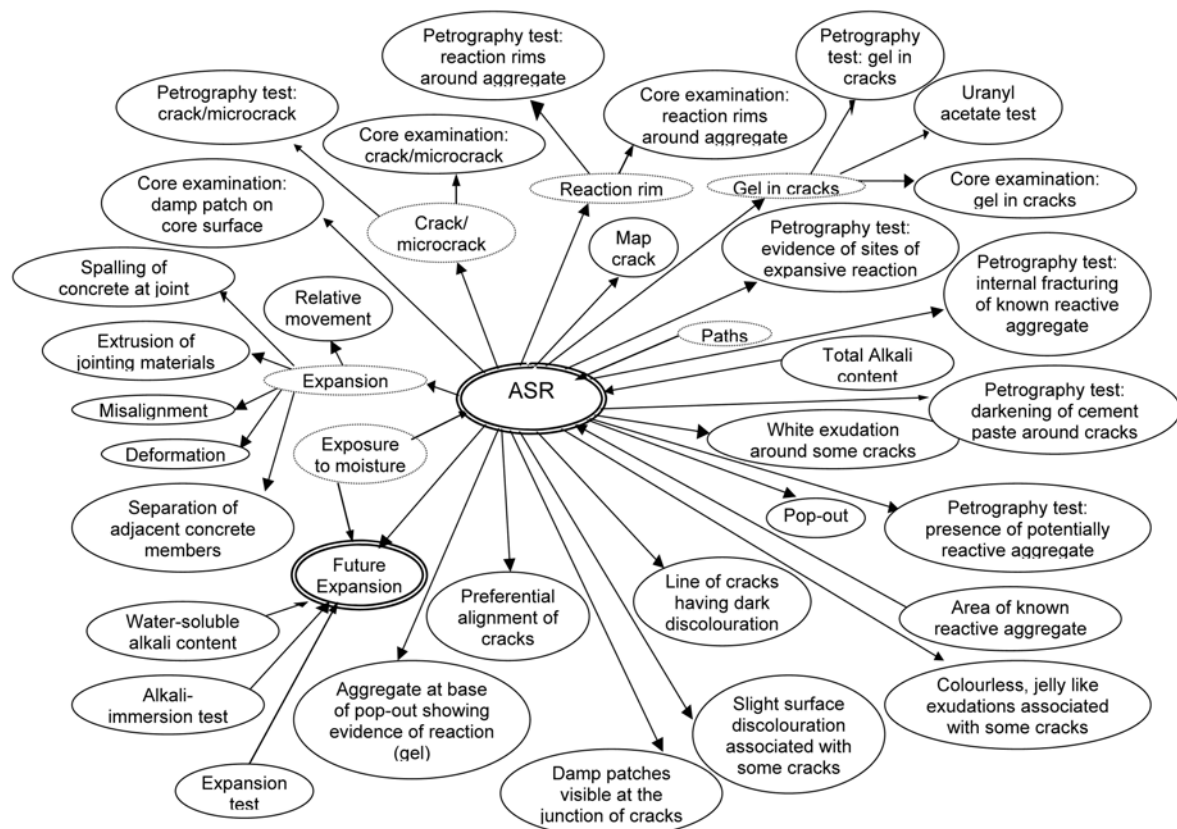 Petrography test:
reaction rims
around aggregate
Petrography
test: gel in
cracks
Petrography test:
crack/microcrack
Core examination:
crack/microcrack
Core examination:
reaction rims
around aggregate
Uranyl
acetate test
Core examination:
damp patch on
core surface
Reaction rim
Gel in cracks
Core examination:
gel in cracks
Crack/
microcrack
Map
crack
Petrography test:
evidence of sites of
expansive reaction
Petrography test:
internal fracturing
of known reactive
aggregate
Spalling of
concrete at joint
Relative
movement
Paths
Extrusion of
jointing materials
Expansion
ASR
Total Alkali
content
Misalignment
Petrography test:
darkening of cement
paste around cracks
Deformation
Exposure
to moisture
White exudation
around some cracks
Separation of
adjacent concrete
members
Pop-out
Petrography test:
presence of potentially
reactive aggregate
Future
Expansion
Preferential
alignment of
cracks
Line of cracks
having dark
discolouration
Area of known
reactive aggregate
Water-soluble
alkali content
Alkali-
immersion test
Aggregate at base
of pop-out showing
evidence of reaction
(gel)
Slight surface
discolouration
associated with
some cracks
Colourless, jelly like
exudations associated
with some cracks
Expansion
test
Damp patches
visible at the
junction of cracks